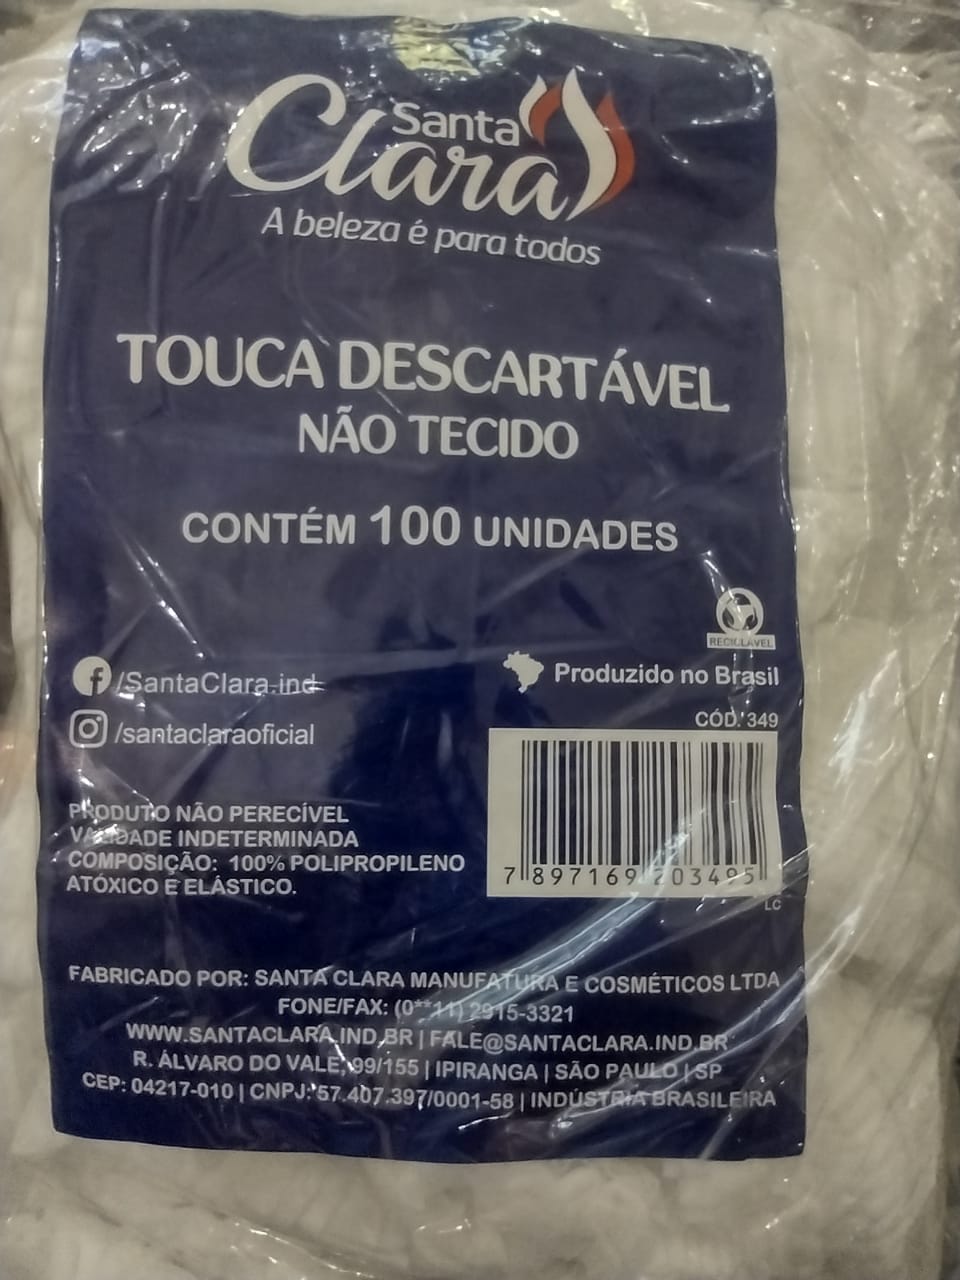 Santa
Clara
A beleza é para todos
TOUCA DESCARTÁVEL
NÃO TECIDO
CONTÉM 100 UNIDADES
RECICLÁVEL
/SantaClara.ind
Produzido no Brasil
/santaclaraoficial
CÓD. 349
PRODUTO NÃO PERECÍVEL
VALIDADE INDETERMINADA
COMPOSIÇÃO: 100% POLIPROPILENO
ATÓXICO E ELÁSTICO.
7 897169 203495
LC
FABRICADO POR: SANTA CLARA MANUFATURA E COSMÉTICOS LTDA
FONE/FAX: (0**11) 2915-3321
WWW.SANTACLARA.IND.BR | FALE@SANTACLARA.IND.BR
R. ÁLVARO DO VALE, 99/155 | IPIRANGA | SÃO PAULO | SP
CEP: 04217-010 | CNPJ: 57.407.397/0001-58 | INDÚSTRIA BRASILEIRA